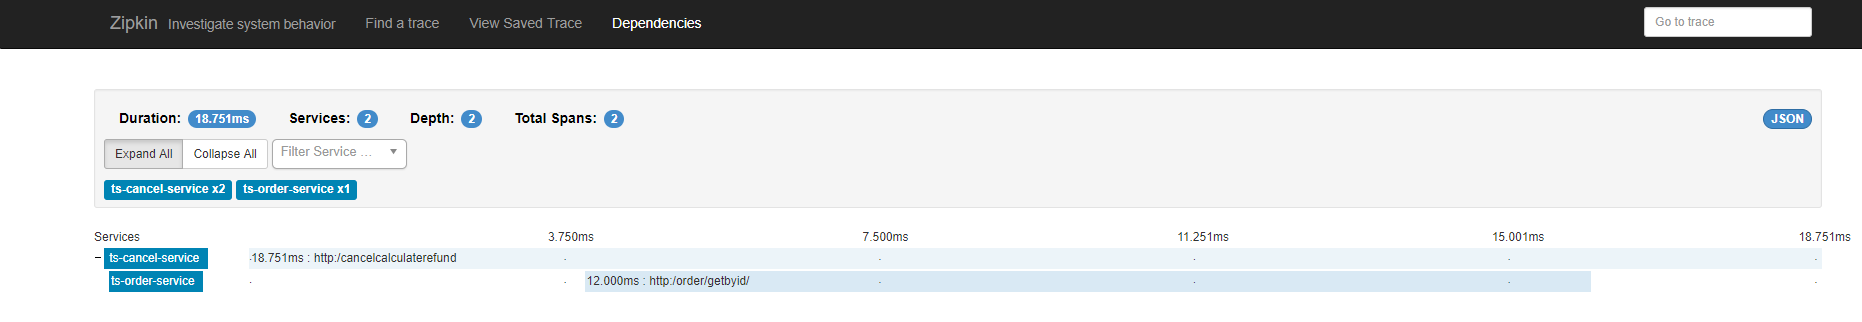 Zipkin Investigate system behavior Find a trace View Saved Trace Dependencies Go to trace
Duration: 18.751ms Services: 2 Depth: 2 Total Spans: 2 JSON
Expand All Collapse All Filter Service ...
ts-cancel-service x2 ts-order-service x1
Services 3.750ms 7.500ms 11.251ms 15.001ms 18.751ms
− ts-cancel-service .18.751ms : http:/cancelcalculaterefund . . . . .
ts-order-service . . 12.000ms : http:/order/getbyid/ . . . .